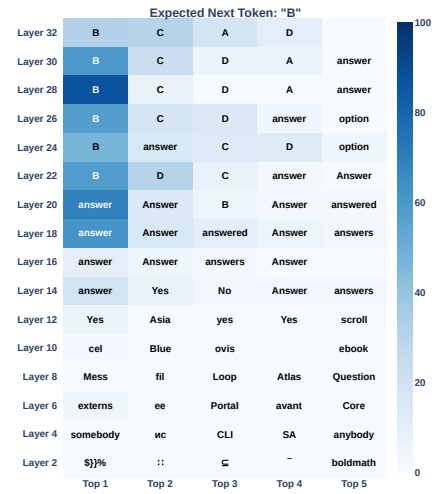 Expected Next Token: "B"
Layer 32 B C A D
Layer 30 B C D A answer
Layer 28 B C D A answer
Layer 26 B C D answer option
Layer 24 B answer C D option
Layer 22 B D C answer Answer
Layer 20 answer Answer B Answer answered
Layer 18 answer Answer answered Answer answers
Layer 16 answer Answer answers Answer
Layer 14 answer Yes No Answer answers
Layer 12 Yes Asia yes Yes scroll
Layer 10 cel Blue ovis ebook
Layer 8 Mess fil Loop Atlas Question
Layer 6 externs ee Portal avant Core
Layer 4 somebody ис CLI SA anybody
Layer 2 $}}% :: ⊆ – boldmath
Top 1 Top 2 Top 3 Top 4 Top 5
100
80
60
40
20
0